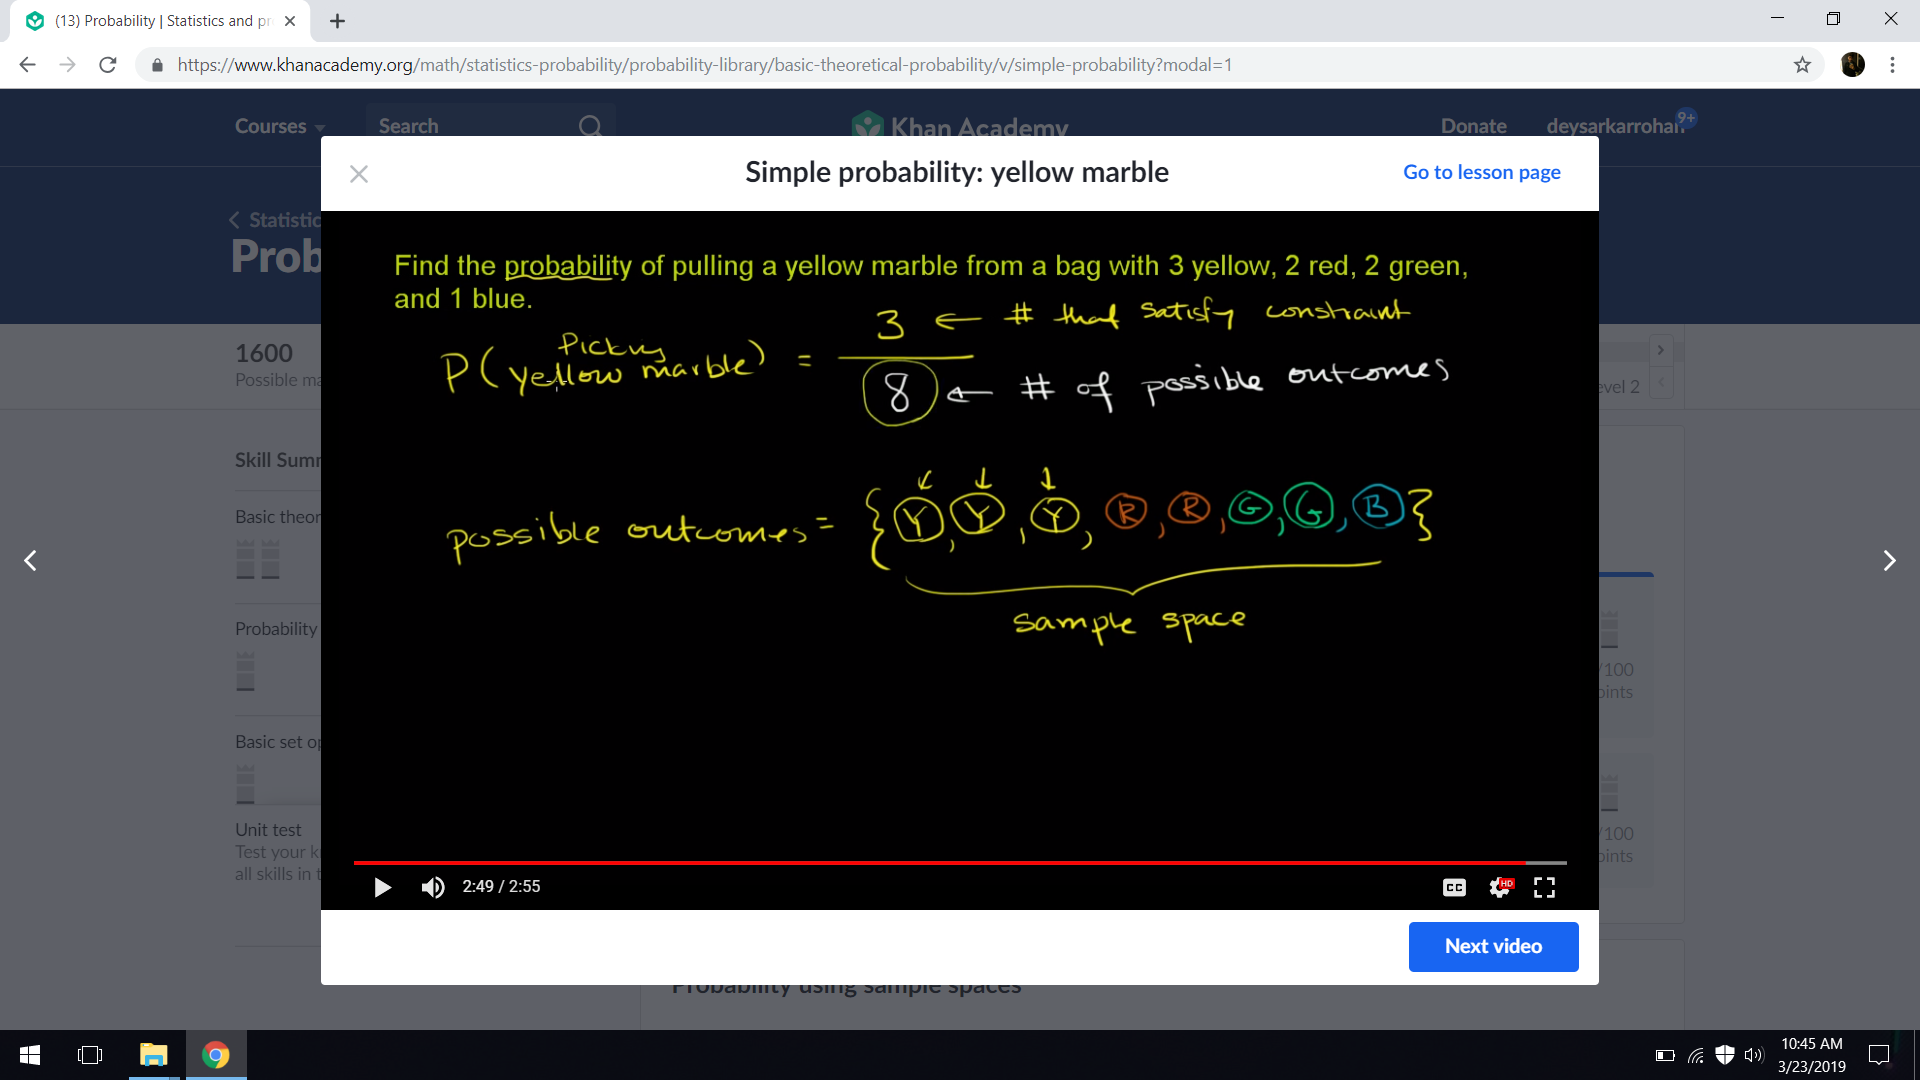 (13) Probability | Statistics and pr
https://www.khanacademy.org/math/statistics-probability/probability-library/basic-theoretical-probability/v/simple-probability?modal=1
Courses
Search
Khan Academy
Donate
deysarkarrohan
9+
Simple probability: yellow marble
Go to lesson page
Statistic
Prob
1600
Possible ma
evel 2
Skill Summ
Basic theor
Probability
Basic set op
Unit test
Test your k
all skills in t
Find the probability of pulling a yellow marble from a bag with 3 yellow, 2 red, 2 green,
and 1 blue.
P(Picking yellow marble) = 3 ← # that satisfy constraint
8 ← # of possible outcomes
possible outcomes = {Y, Y, Y, R, R, G, G, B}
sample space
/100
oints
/100
oints
2:49 / 2:55
CC
HD
Next video
Probability using sample spaces
10:45 AM
3/23/2019